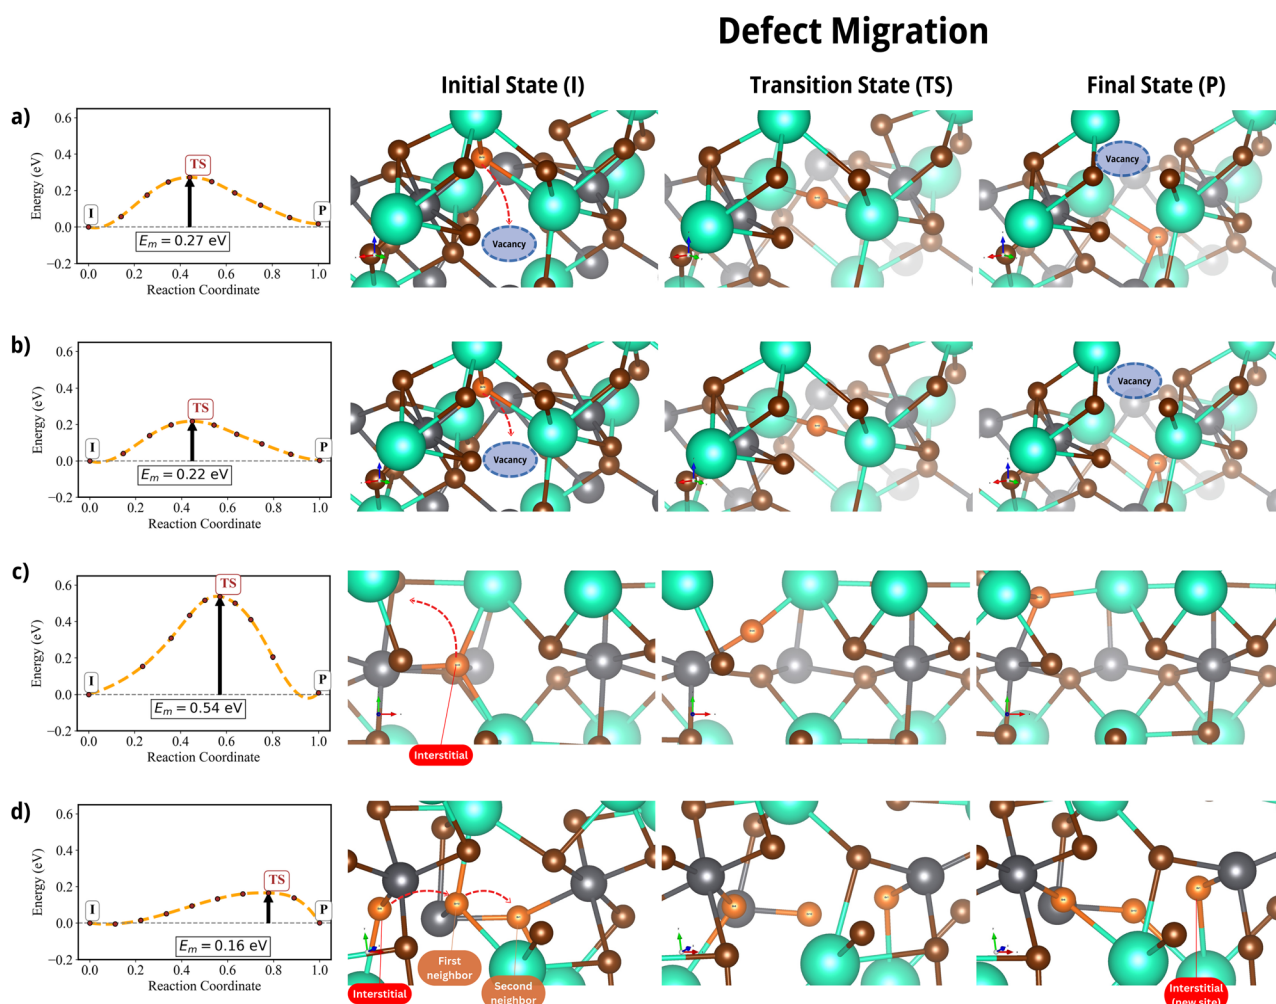 Defect Migration
Initial State (I)
Transition State (TS)
Final State (P)
a)
0.6
0.4
0.2
0.0
−0.2
Energy (eV)
I
TS
P
E_m = 0.27 eV
0.0 0.2 0.4 0.6 0.8 1.0
Reaction Coordinate
Vacancy
Vacancy
b)
0.6
0.4
0.2
0.0
−0.2
Energy (eV)
I
TS
P
E_m = 0.22 eV
0.0 0.2 0.4 0.6 0.8 1.0
Reaction Coordinate
Vacancy
Vacancy
c)
0.6
0.4
0.2
0.0
−0.2
Energy (eV)
I
TS
P
E_m = 0.54 eV
0.0 0.2 0.4 0.6 0.8 1.0
Reaction Coordinate
Interstitial
d)
0.6
0.4
0.2
0.0
−0.2
Energy (eV)
I
TS
P
E_m = 0.16 eV
0.0 0.2 0.4 0.6 0.8 1.0
Reaction Coordinate
Interstitial
First
neighbor
Second
neighbor
Interstitial
(new site)